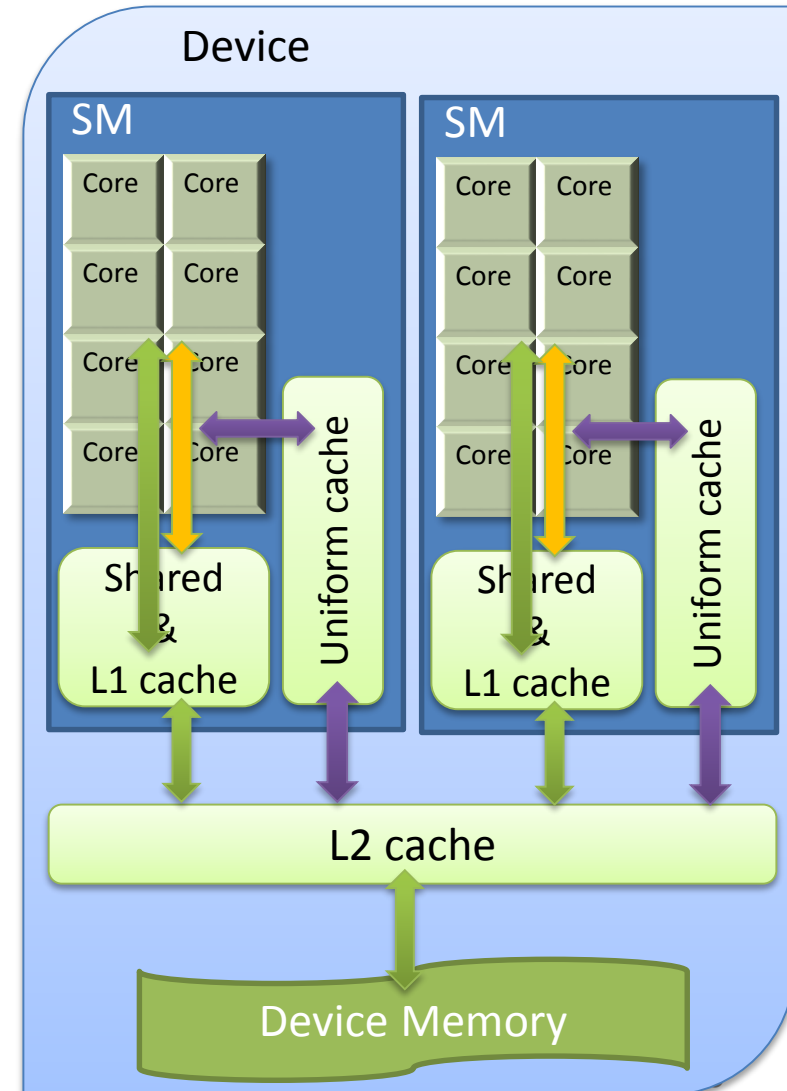 Device
SM
Core Core
Core Core
Core Core
Core Core
Shared
&
L1 cache
Uniform cache
SM
Core Core
Core Core
Core Core
Core Core
Shared
&
L1 cache
Uniform cache
L2 cache
Device Memory